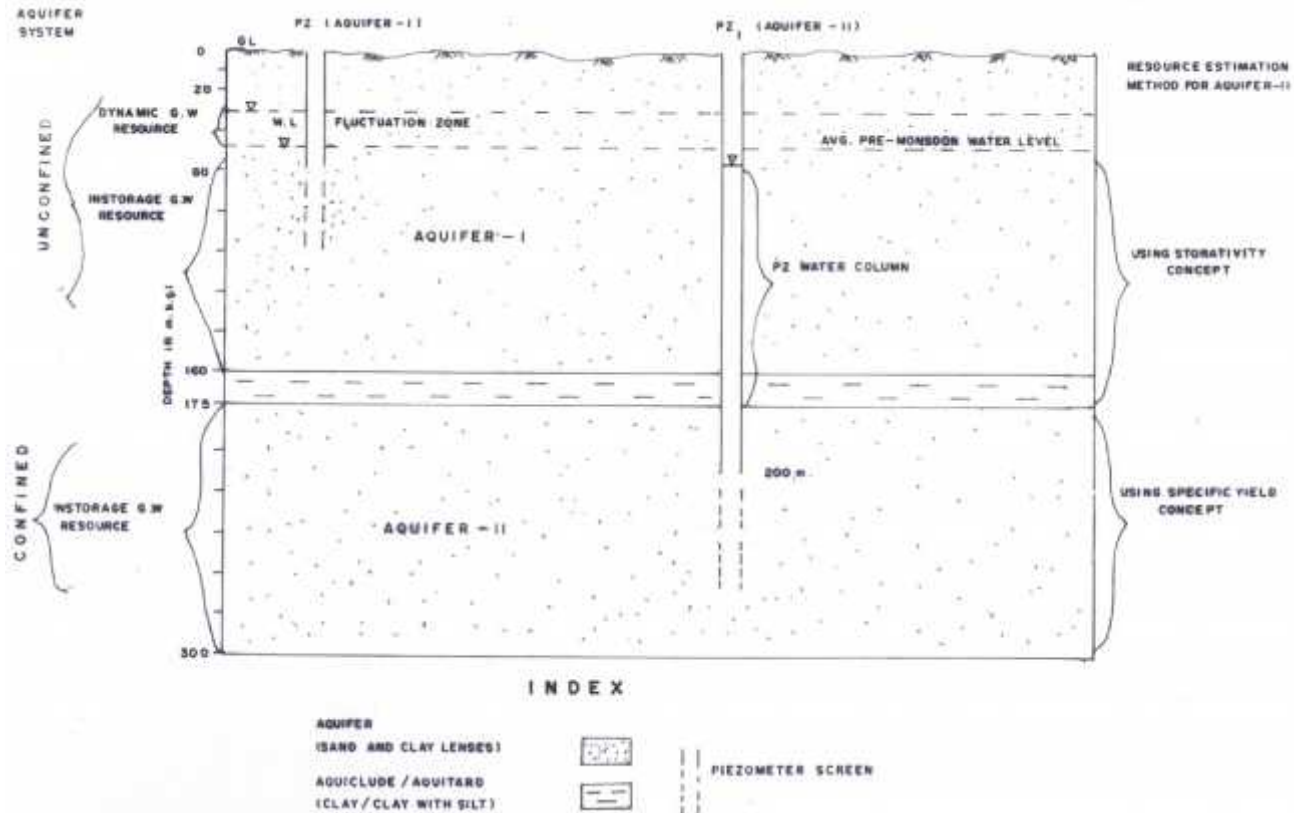 AQUIFER
SYSTEM
PZ (AQUIFER-I)
PZ (AQUIFER-II)
RESOURCE ESTIMATION
METHOD FOR AQUIFER-II
GL
0
20
DYNAMIC G.W
RESOURCE
W.L
FLUCTUATION ZONE
AVG. PRE-MONSOON WATER LEVEL
UNCONFINED
INSTORAGE G.W
RESOURCE
AQUIFER-I
PZ WATER COLUMN
USING STORATIVITY
CONCEPT
DEPTH IN m.b.g.l
160
175
CONFINED
INSTORAGE G.W
RESOURCE
200 m.
AQUIFER-II
USING SPECIFIC YIELD
CONCEPT
300
INDEX
AQUIFER
(SAND AND CLAY LENSES)
AQUICLUDE / AQUITARD
(CLAY/CLAY WITH SILT)
PIEZOMETER SCREEN